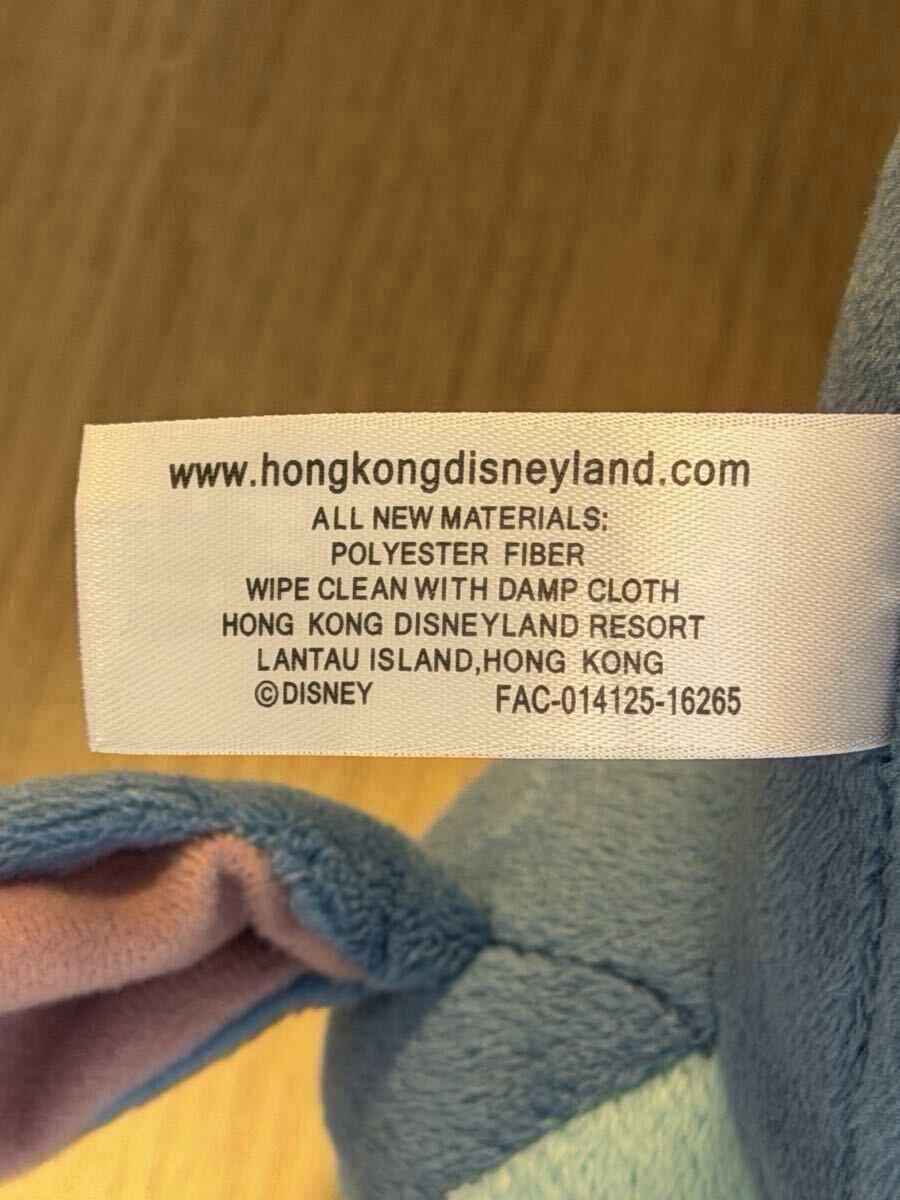 www.hongkongdisneyland.com
ALL NEW MATERIALS:
POLYESTER FIBER
WIPE CLEAN WITH DAMP CLOTH
HONG KONG DISNEYLAND RESORT
LANTAU ISLAND,HONG KONG
©DISNEY FAC-014125-16265